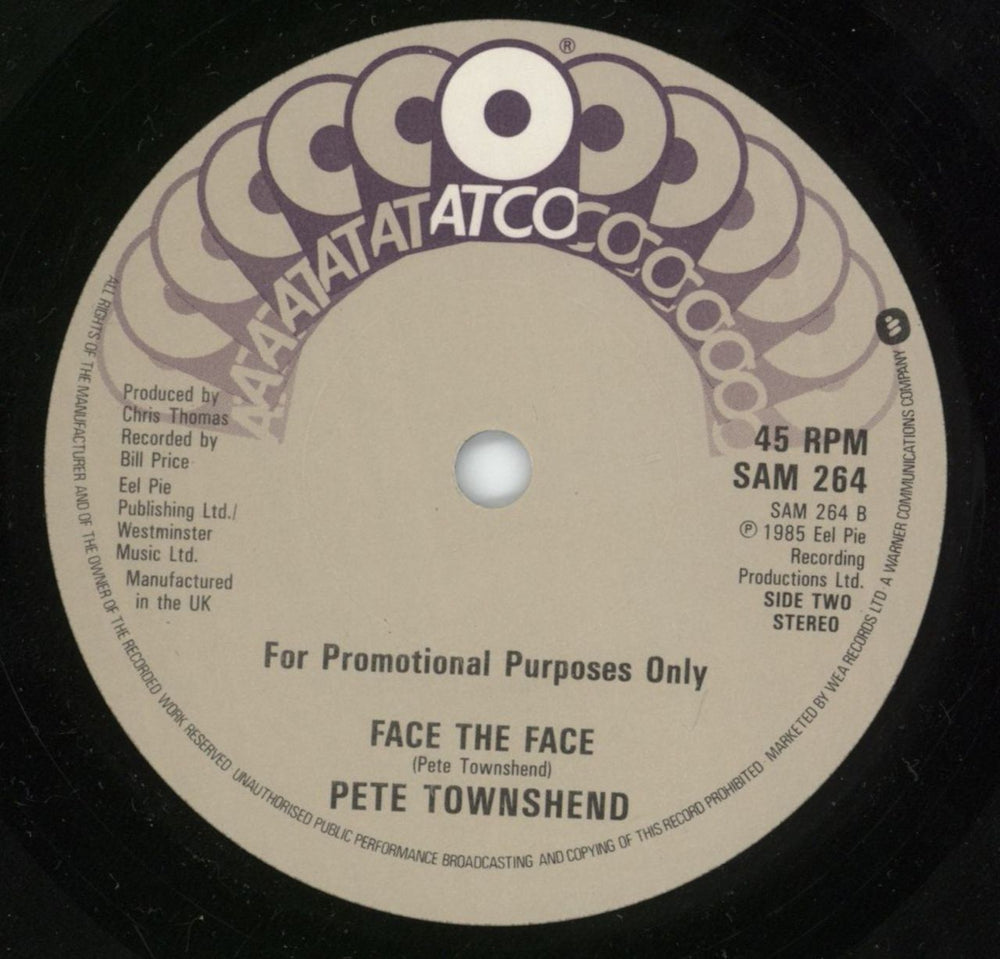 ®
ATCO
Produced by
Chris Thomas
Recorded by
Bill Price
Eel Pie
Publishing Ltd./
Westminster
Music Ltd.
Manufactured
in the UK
45 RPM
SAM 264
SAM 264 B
℗ 1985 Eel Pie
Recording
Productions Ltd.
SIDE TWO
STEREO
For Promotional Purposes Only
FACE THE FACE
(Pete Townshend)
PETE TOWNSHEND
ALL RIGHTS OF THE MANUFACTURER AND OF THE OWNER OF THE RECORDED WORK RESERVED UNAUTHORISED PUBLIC PERFORMANCE BROADCASTING AND COPYING OF THIS RECORD PROHIBITED MARKETED BY WEA RECORDS LTD A WARNER COMMUNICATIONS COMPANY